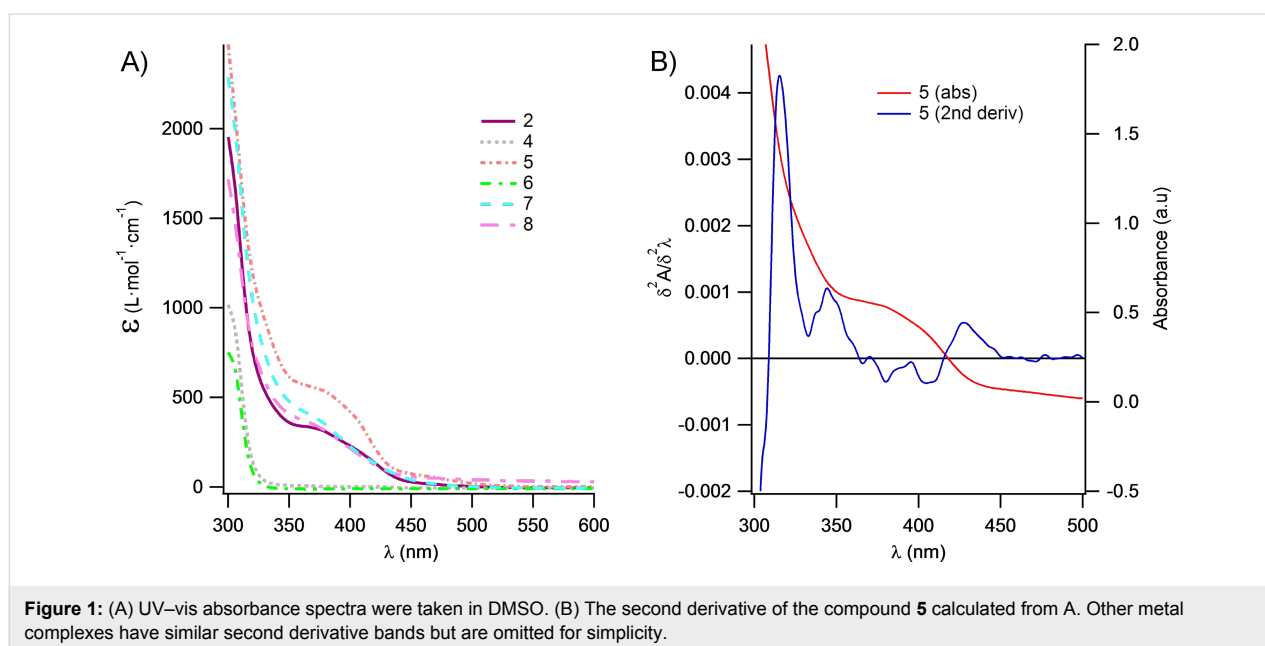 A)
2000
1500
1000
500
0
ε (L·mol⁻¹·cm⁻¹)
300 350 400 450 500 550 600
λ (nm)
2
4
5
6
7
8
B)
0.004
0.003
0.002
0.001
0.000
-0.001
-0.002
δ²A/δ²λ
300 350 400 450 500
λ (nm)
5 (abs)
5 (2nd deriv)
2.0
1.5
1.0
0.5
0.0
-0.5
Absorbance (a.u)
Figure 1: (A) UV–vis absorbance spectra were taken in DMSO. (B) The second derivative of the compound 5 calculated from A. Other metal
complexes have similar second derivative bands but are omitted for simplicity.